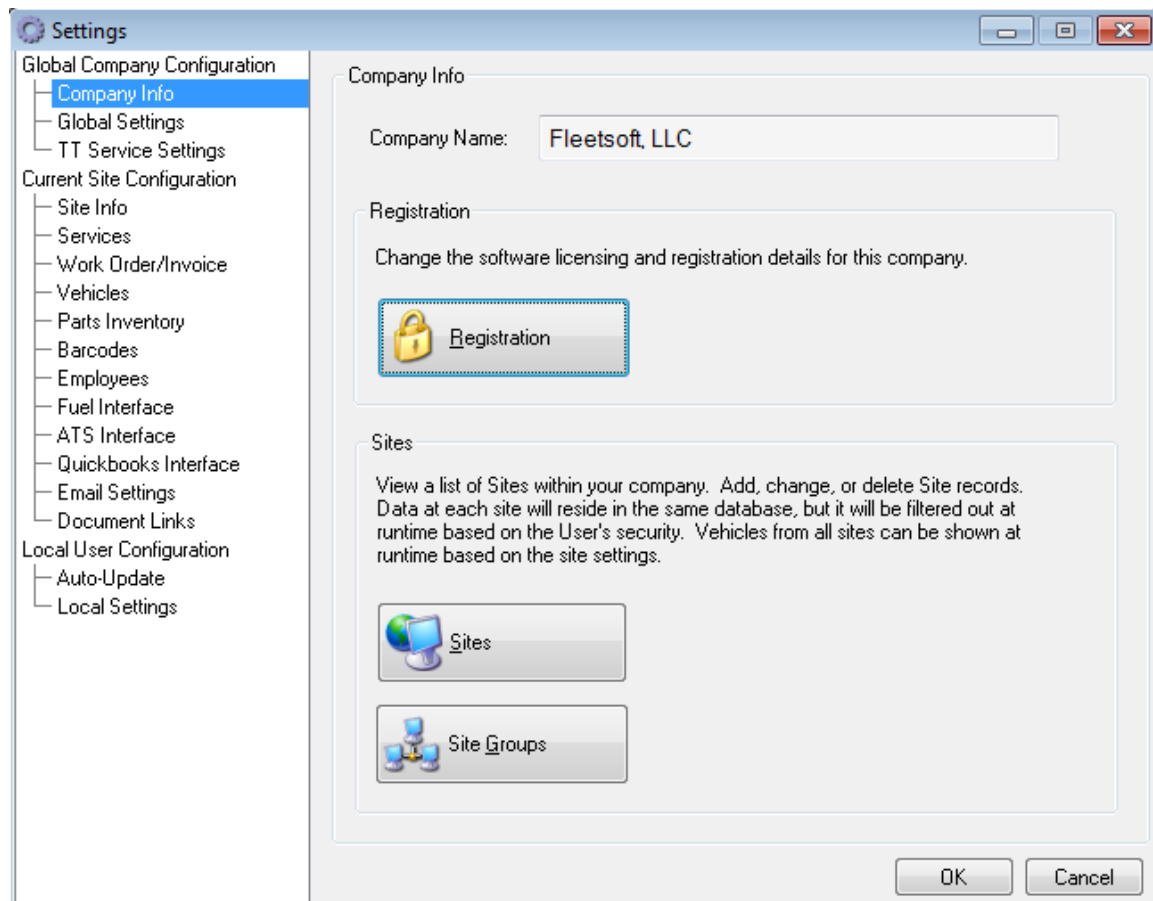 Settings
Global Company Configuration
Company Info
Global Settings
TT Service Settings
Current Site Configuration
Site Info
Services
Work Order/Invoice
Vehicles
Parts Inventory
Barcodes
Employees
Fuel Interface
ATS Interface
Quickbooks Interface
Email Settings
Document Links
Local User Configuration
Auto-Update
Local Settings
Company Info
Company Name: Fleetsoft, LLC
Registration
Change the software licensing and registration details for this company.
Registration
Sites
View a list of Sites within your company.  Add, change, or delete Site records.
Data at each site will reside in the same database, but it will be filtered out at
runtime based on the User's security.  Vehicles from all sites can be shown at
runtime based on the site settings.
Sites
Site Groups
OK Cancel